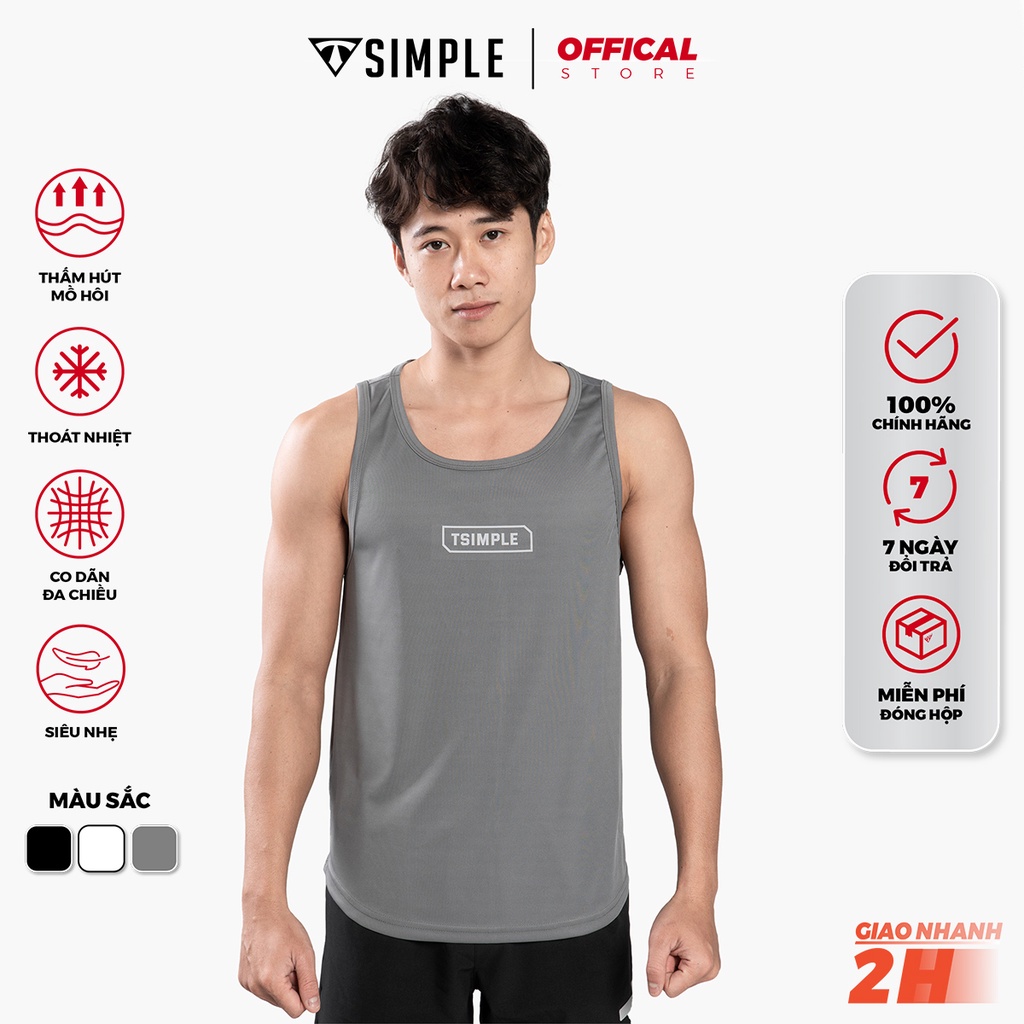 TSIMPLE
OFFICAL
STORE
THẤM HÚT
MỒ HÔI
THOÁT NHIỆT
CO DÃN
ĐA CHIỀU
SIÊU NHẸ
MÀU SẮC
TSIMPLE
100%
CHÍNH HÃNG
7
7 NGÀY
ĐỔI TRẢ
MIỄN PHÍ
ĐÓNG HỘP
GIAO NHANH
2H